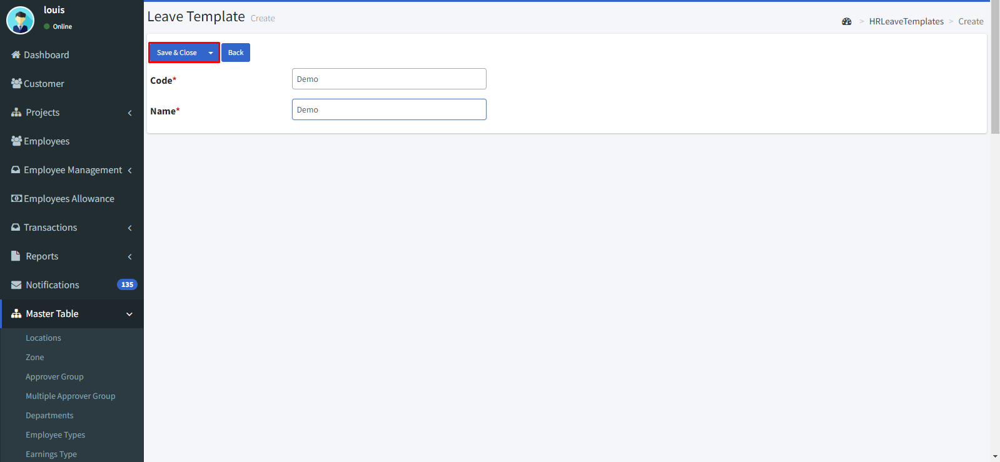 louis
Online
Dashboard
Customer
Projects
Employees
Employee Management
Employees Allowance
Transactions
Reports
Notifications 135
Master Table
Locations
Zone
Approver Group
Multiple Approver Group
Departments
Employee Types
Earnings Type
Leave Template Create
> HRLeaveTemplates > Create
Save & Close Back
Code* Demo
Name* Demo